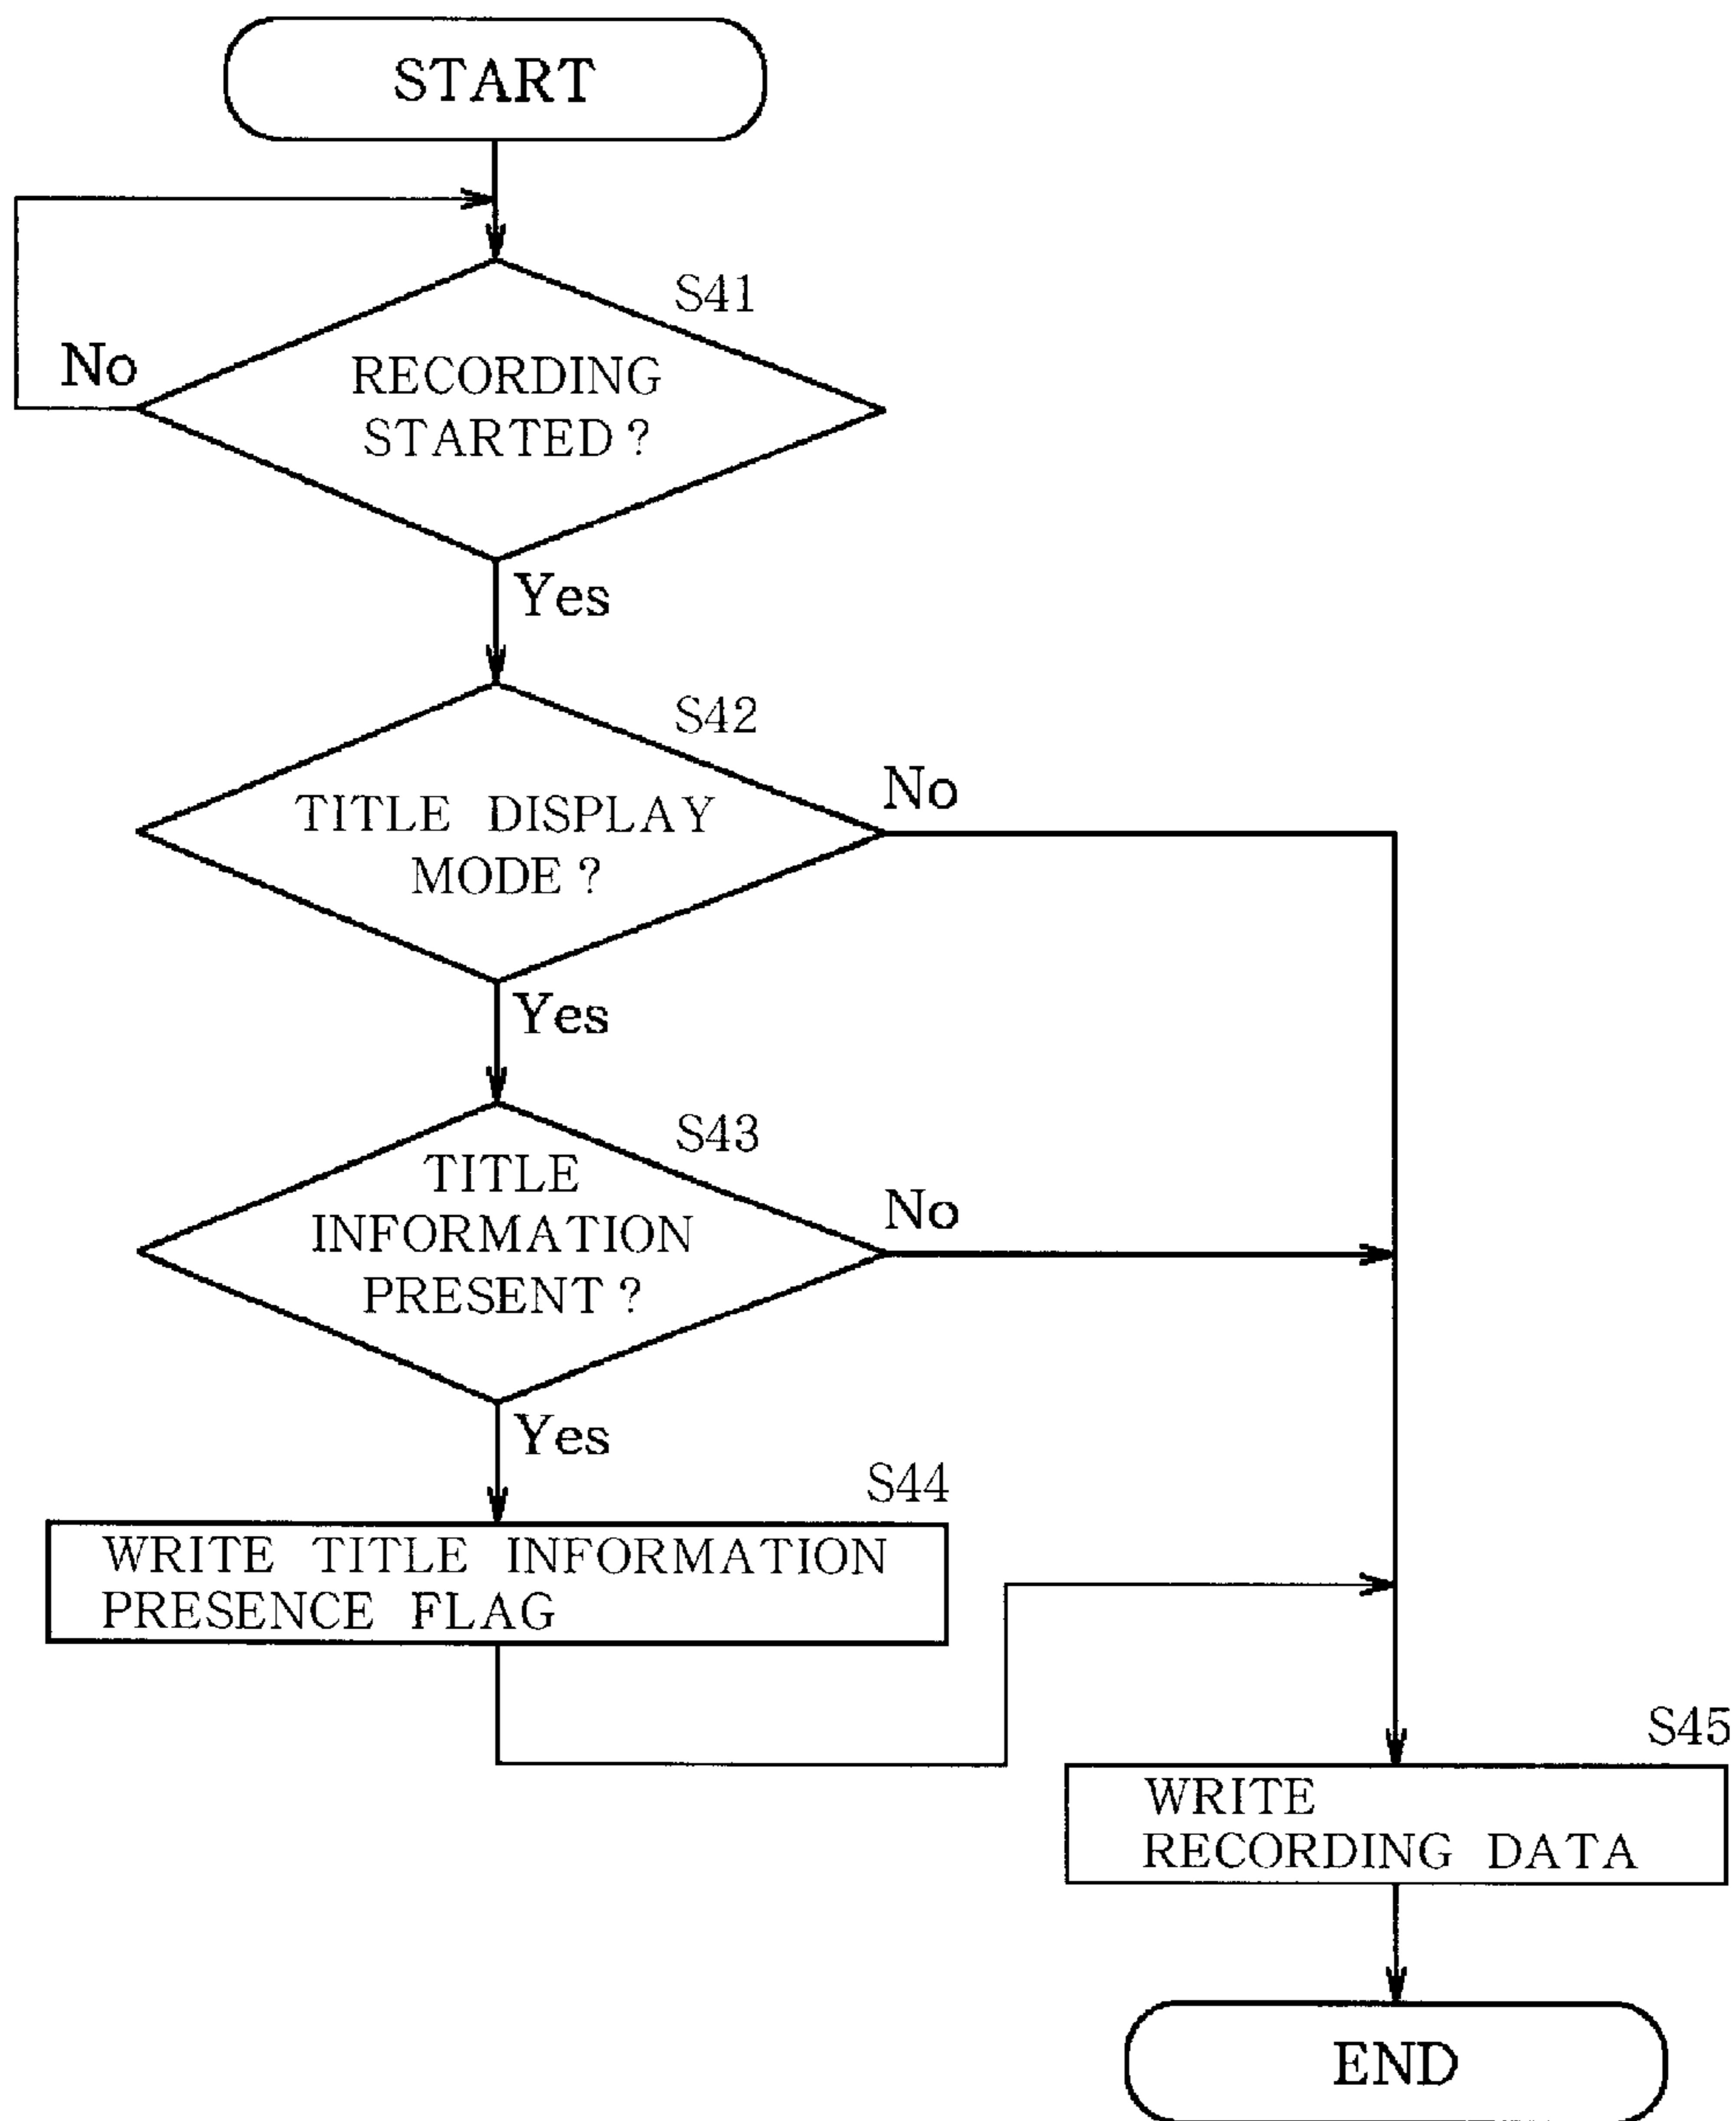 START
S41
No
RECORDING
STARTED?
Yes
S42
No
TITLE DISPLAY
MODE?
Yes
S43
TITLE
INFORMATION
PRESENT?
No
Yes
S44
WRITE TITLE INFORMATION
PRESENCE FLAG
S45
WRITE
RECORDING DATA
END